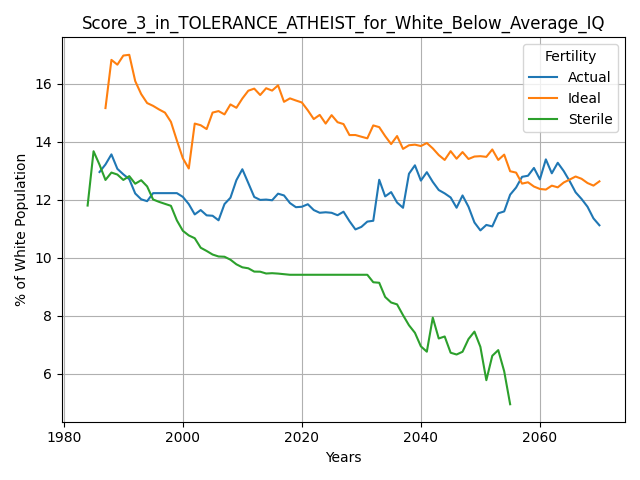 Score_3_in_TOLERANCE_ATHEIST_for_White_Below_Average_IQ
Fertility
Actual
Ideal
Sterile
% of White Population
16
14
12
10
8
6
1980
2000
2020
2040
2060
Years